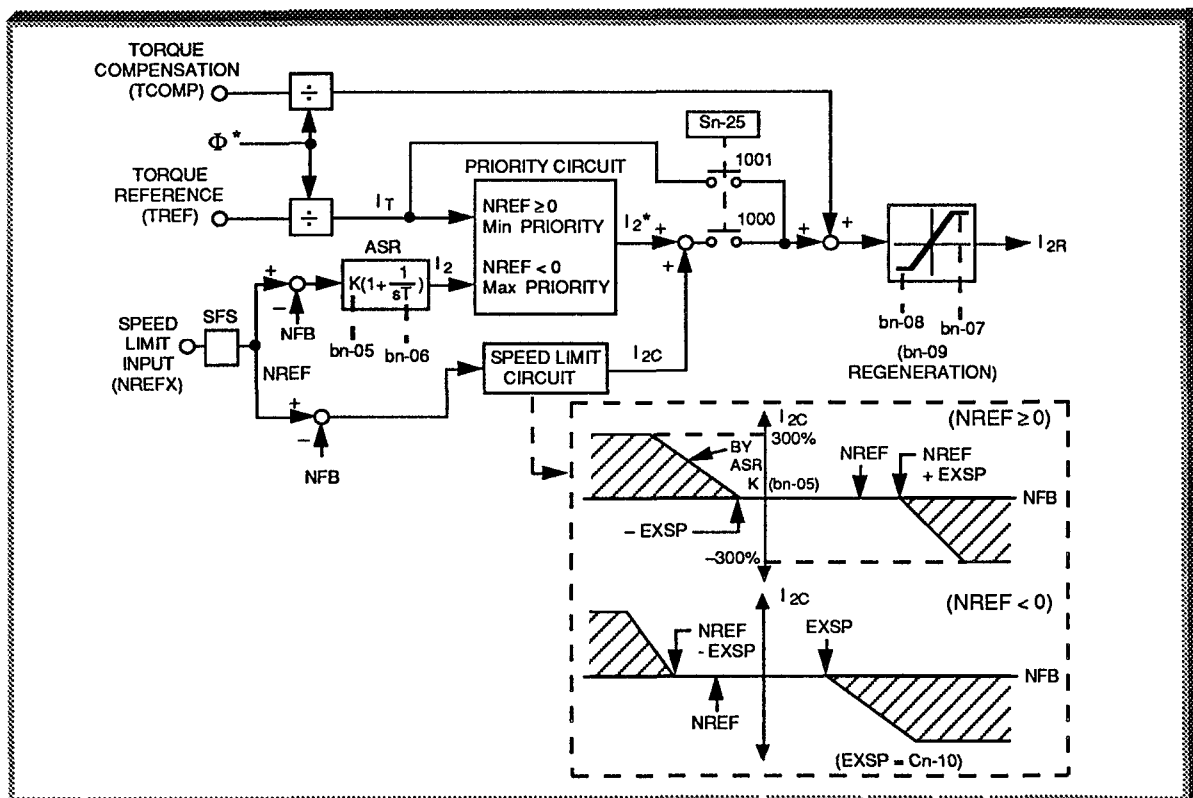 TORQUE
COMPENSATION
(TCOMP)
÷
Φ*
TORQUE
REFERENCE
(TREF)
÷
IT
PRIORITY CIRCUIT
NREF ≥ 0
Min PRIORITY
NREF < 0
Max PRIORITY
I2*
+
+
Sn-25
1001
1000
+
+
+
I2R
bn-08
bn-07
(bn-09
REGENERATION)
ASR
K(1+1/sT)
I2
bn-05
bn-06
+
−
NFB
SPEED
LIMIT
INPUT
(NREFX)
SFS
NREF
+
−
NFB
SPEED LIMIT
CIRCUIT
I2C
I2C
300%
(NREF ≥ 0)
BY
ASR
K (bn-05)
NREF
NREF
+ EXSP
NFB
− EXSP
−300%
I2C
(NREF < 0)
NREF
- EXSP
EXSP
NFB
NREF
(EXSP = Cn-10)